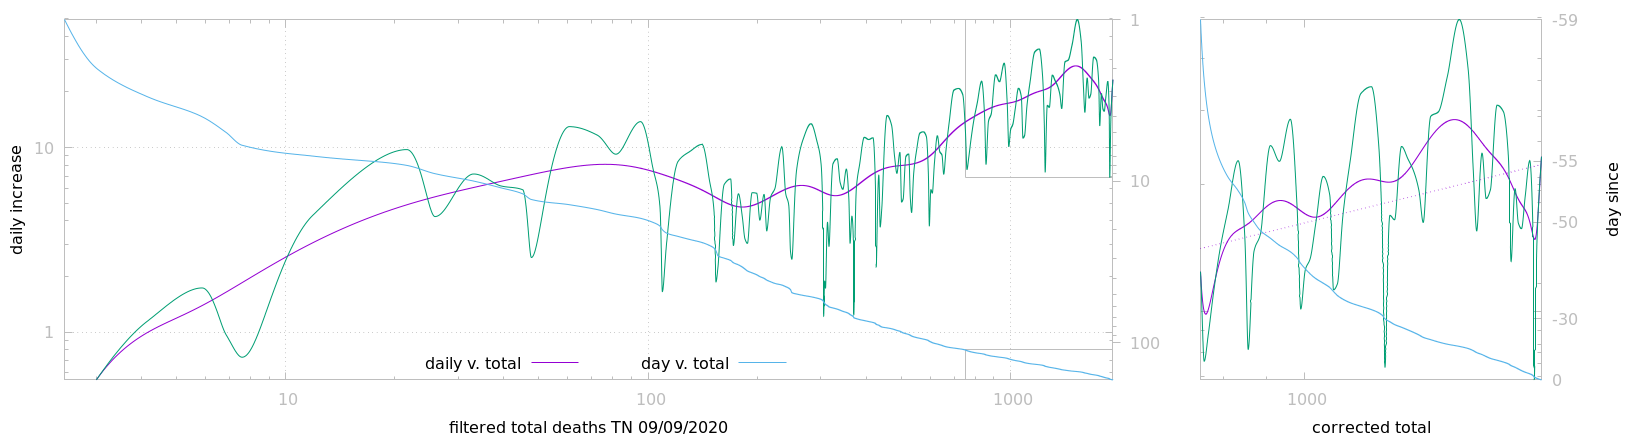 daily increase
10
1
10
100
1000
1
10
100
daily v. total
day v. total
filtered total deaths TN 09/09/2020
-59
-55
-50
-30
0
day since
1000
corrected total